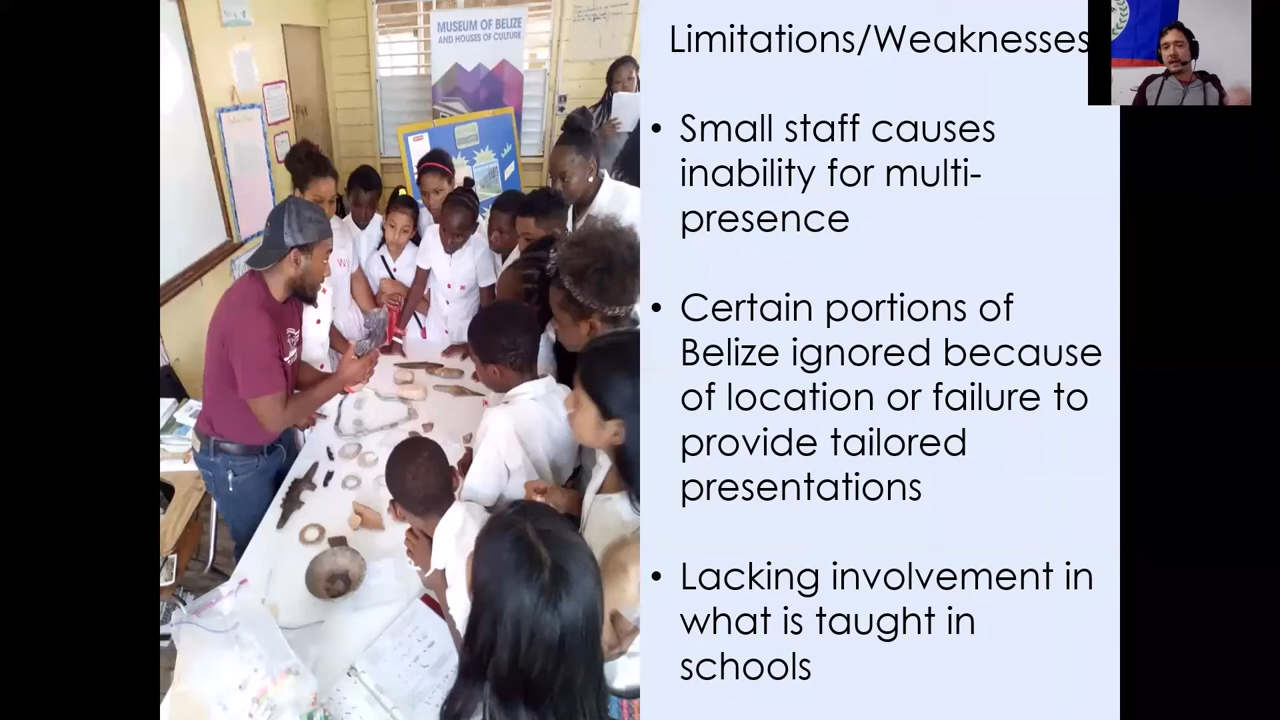 MUSEUM OF BELIZE
AND HOUSES OF CULTURE
Limitations/Weaknesses
• Small staff causes
inability for multi-
presence
• Certain portions of
Belize ignored because
of location or failure to
provide tailored
presentations
• Lacking involvement in
what is taught in
schools